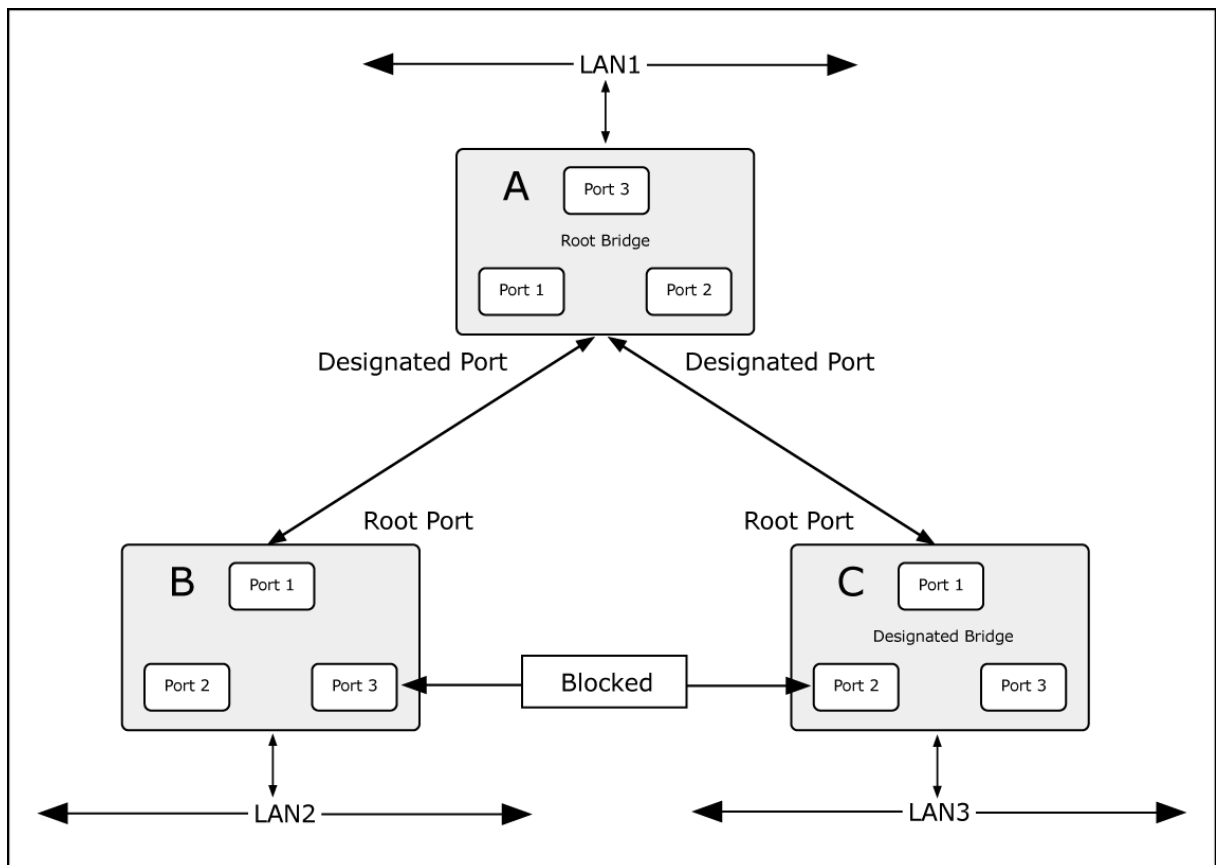 LAN1
A
Port 3
Root Bridge
Port 1
Port 2
Designated Port
Designated Port
Root Port
Root Port
B
Port 1
C
Port 1
Designated Bridge
Port 2
Port 3
Blocked
Port 2
Port 3
LAN2
LAN3